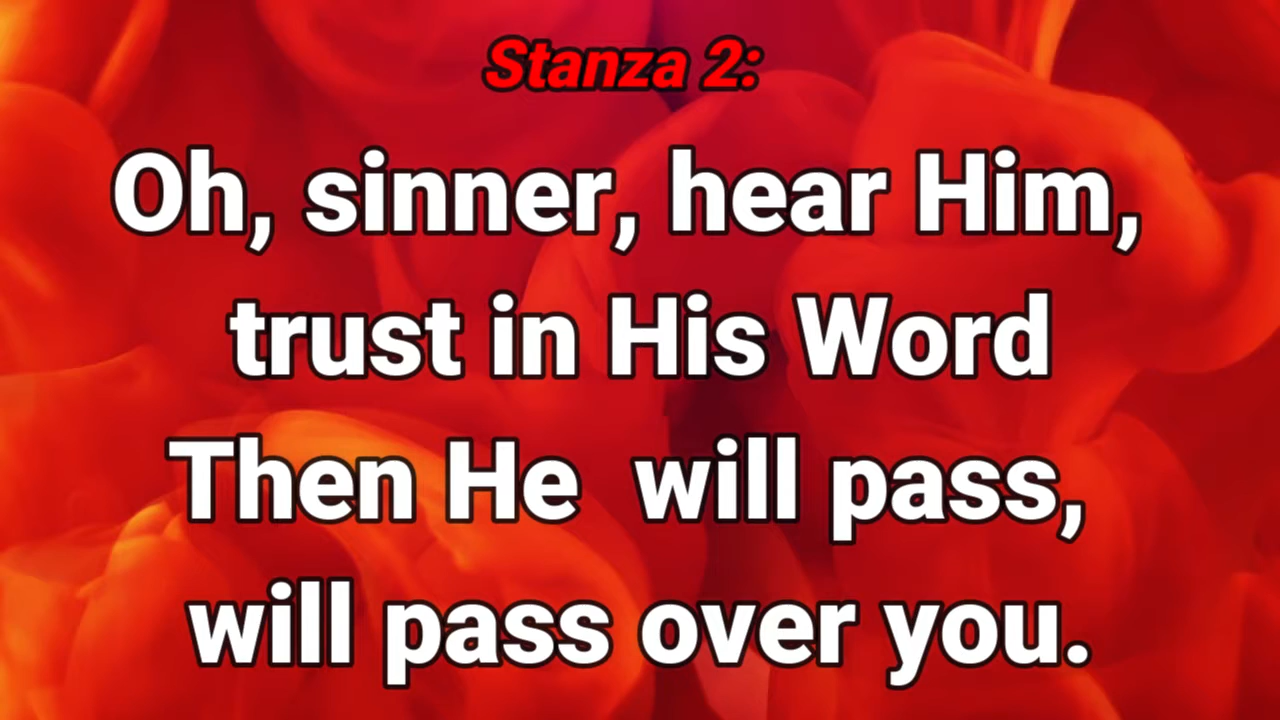 Stanza 2:
Oh, sinner, hear Him,
trust in His Word
Then He  will pass,
will pass over you.